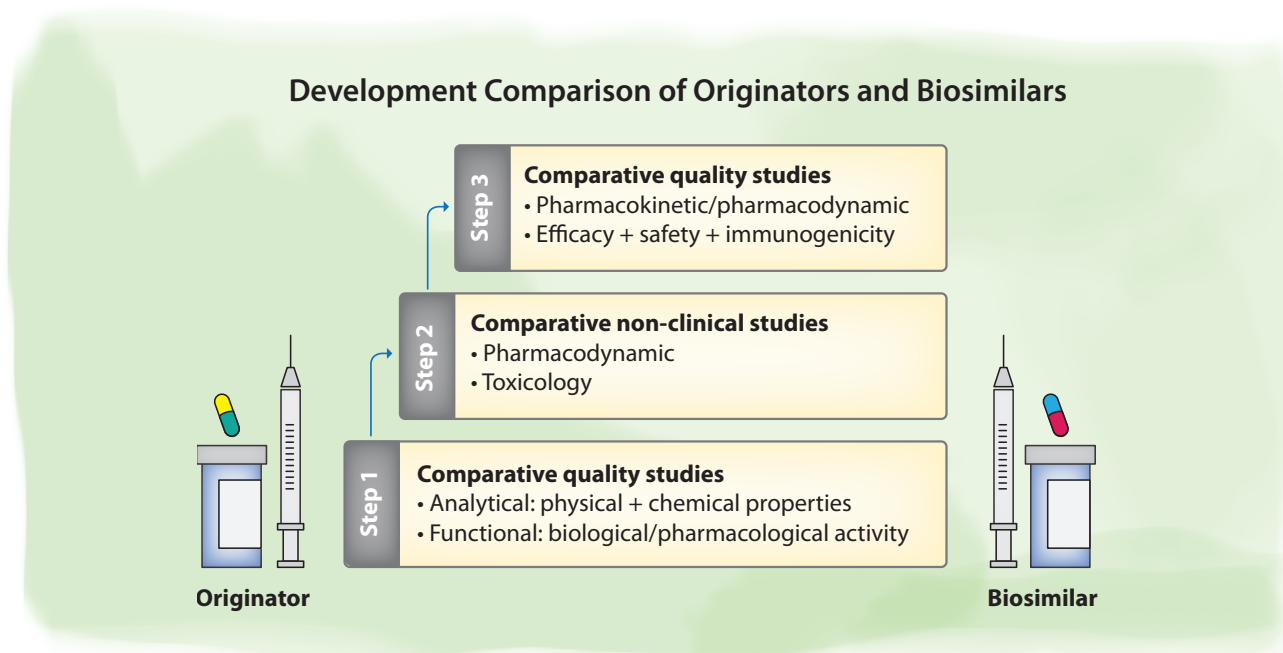 Development Comparison of Originators and Biosimilars
Step 3
Comparative quality studies
• Pharmacokinetic/pharmacodynamic
• Efficacy + safety + immunogenicity
Step 2
Comparative non-clinical studies
• Pharmacodynamic
• Toxicology
Step 1
Comparative quality studies
• Analytical: physical + chemical properties
• Functional: biological/pharmacological activity
Originator
Biosimilar